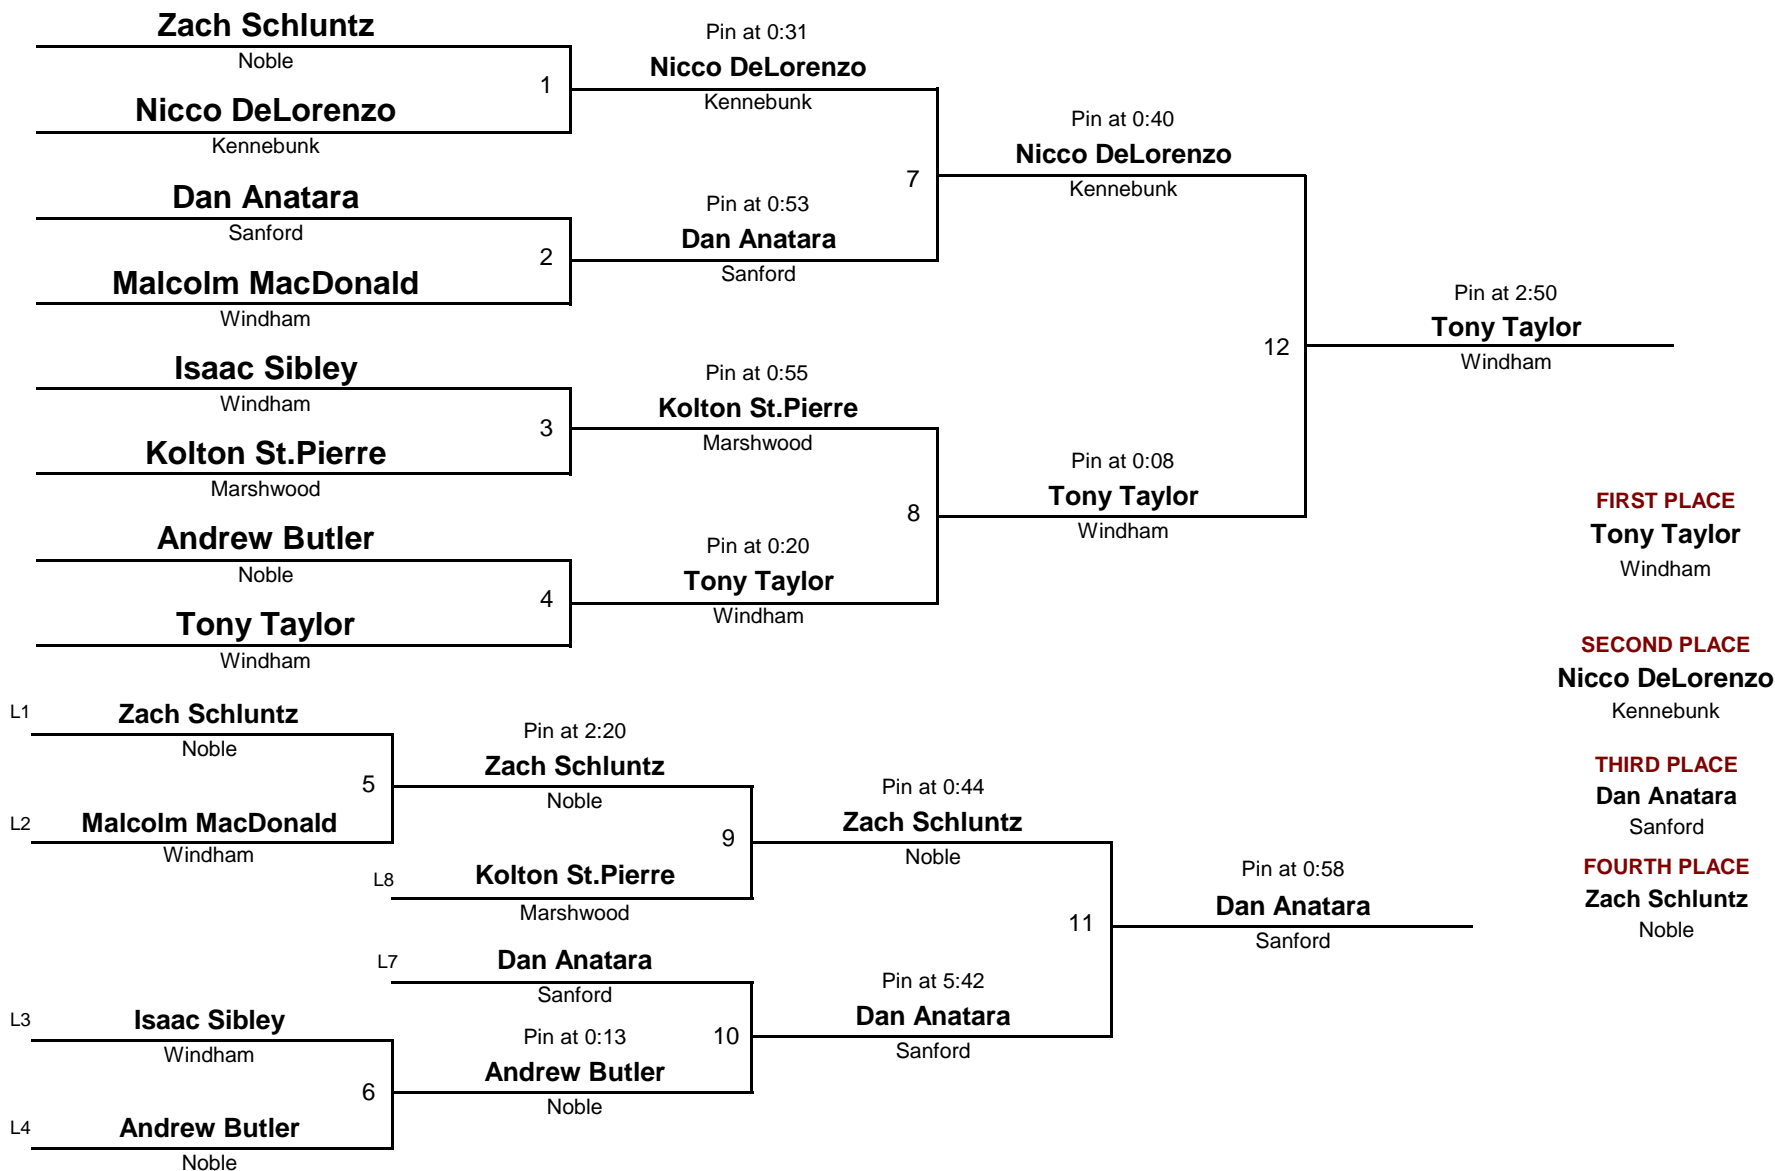 Zach Schluntz
Noble
1
Nicco DeLorenzo
Kennebunk
Pin at 0:31
Nicco DeLorenzo
Kennebunk
Dan Anatara
Sanford
2
Malcolm MacDonald
Windham
Pin at 0:53
Dan Anatara
Sanford
7
Pin at 0:40
Nicco DeLorenzo
Kennebunk
Isaac Sibley
Windham
3
Kolton St.Pierre
Marshwood
Pin at 0:55
Kolton St.Pierre
Marshwood
Andrew Butler
Noble
4
Tony Taylor
Windham
Pin at 0:20
Tony Taylor
Windham
8
Pin at 0:08
Tony Taylor
Windham
12
Pin at 2:50
Tony Taylor
Windham
FIRST PLACE
Tony Taylor
Windham
SECOND PLACE
Nicco DeLorenzo
Kennebunk
THIRD PLACE
Dan Anatara
Sanford
FOURTH PLACE
Zach Schluntz
Noble
L1
Zach Schluntz
Noble
5
L2
Malcolm MacDonald
Windham
Pin at 2:20
Zach Schluntz
Noble
9
L8
Kolton St.Pierre
Marshwood
Pin at 0:44
Zach Schluntz
Noble
L7
Dan Anatara
Sanford
10
L3
Isaac Sibley
Windham
6
L4
Andrew Butler
Noble
Pin at 0:13
Andrew Butler
Noble
Pin at 5:42
Dan Anatara
Sanford
11
Pin at 0:58
Dan Anatara
Sanford